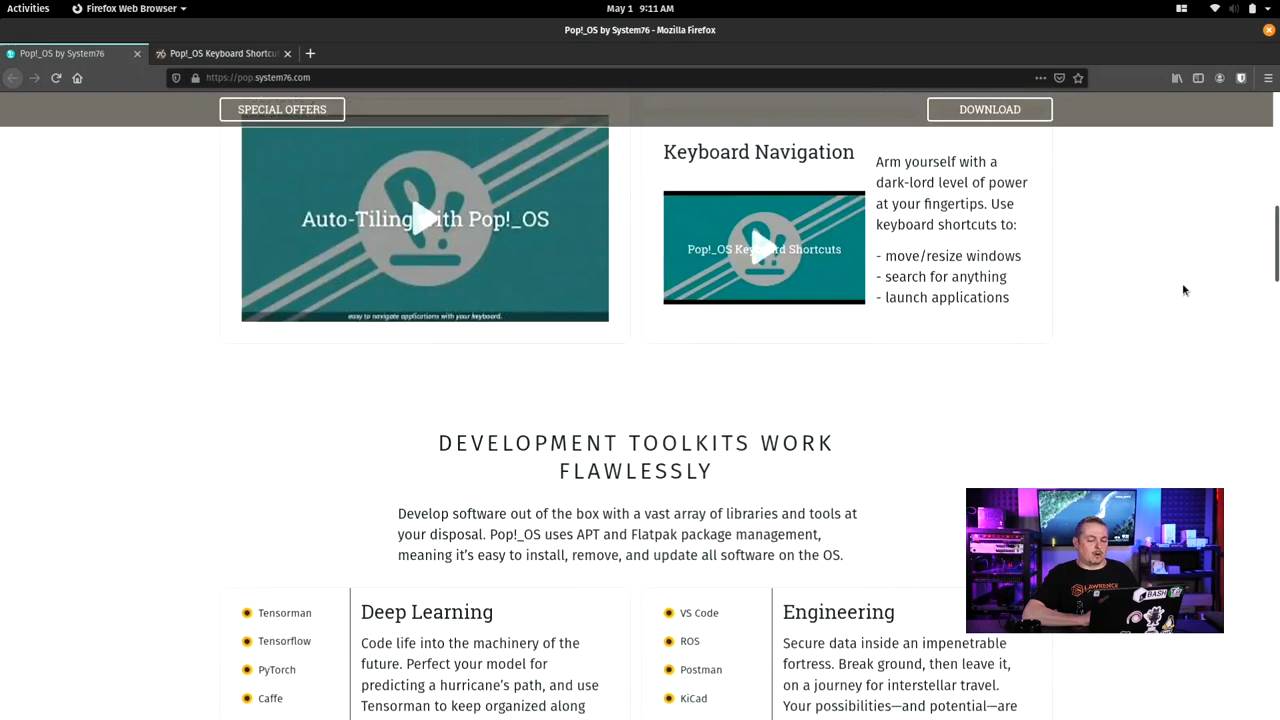 Activities
Firefox Web Browser
May 1 9:11 AM
Pop!_OS by System76 - Mozilla Firefox
Pop!_OS by System76
Pop!_OS Keyboard Shortcu
https://pop.system76.com
SPECIAL OFFERS
DOWNLOAD
Auto-Tiling with Pop!_OS
easy to navigate applications with your keyboard.
Keyboard Navigation
Pop!_OS Keyboard Shortcuts
Arm yourself with a
dark-lord level of power
at your fingertips. Use
keyboard shortcuts to:
- move/resize windows
- search for anything
- launch applications
DEVELOPMENT TOOLKITS WORK
FLAWLESSLY
Develop software out of the box with a vast array of libraries and tools at
your disposal. Pop!_OS uses APT and Flatpak package management,
meaning it's easy to install, remove, and update all software on the OS.
Tensorman
Tensorflow
PyTorch
Caffe
Deep Learning
Code life into the machinery of the
future. Perfect your model for
predicting a hurricane's path, and use
Tensorman to keep organized along
VS Code
ROS
Postman
KiCad
Engineering
Secure data inside an impenetrable
fortress. Break ground, then leave it,
on a journey for interstellar travel.
Your possibilities—and potential—are
LAWRENCE
BASH